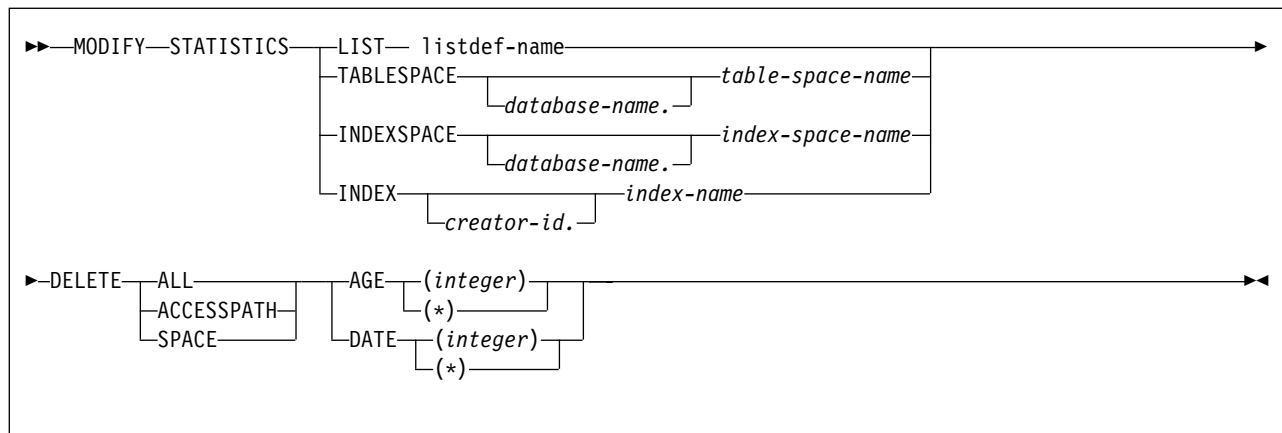 MODIFY STATISTICS LIST listdef-name
TABLESPACE table-space-name
database-name.
INDEXSPACE index-space-name
database-name.
INDEX index-name
creator-id.
DELETE ALL AGE (integer)
ACCESSPATH (*)
SPACE DATE (integer)
(*)